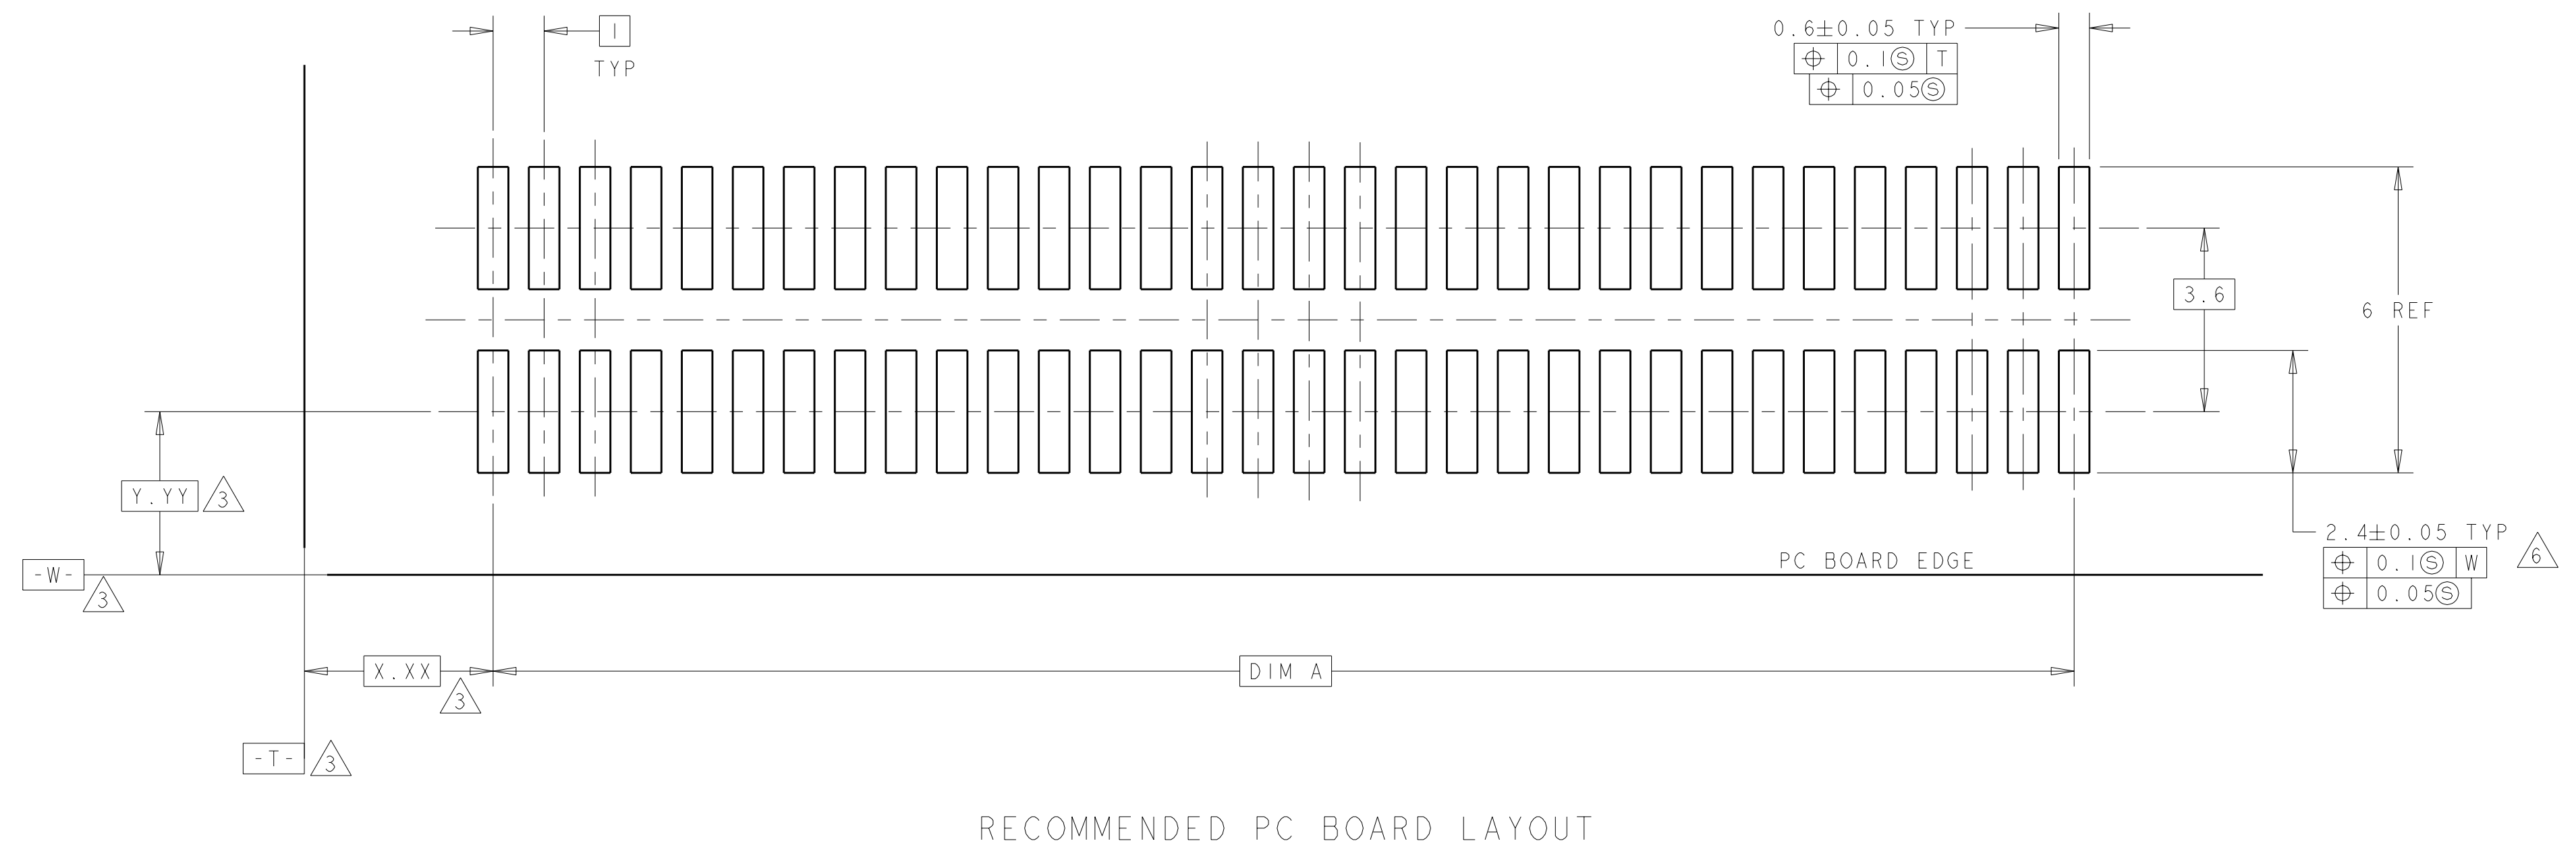 1
TYP
0.6±0.05 TYP
⌖ 0.1Ⓢ T
⌖ 0.05Ⓢ
3.6
6 REF
Y.YY 3
2.4±0.05 TYP 6
⌖ 0.1Ⓢ W
⌖ 0.05Ⓢ
PC BOARD EDGE
-W- 3
X.XX 3
DIM A
-T- 3
RECOMMENDED PC BOARD LAYOUT